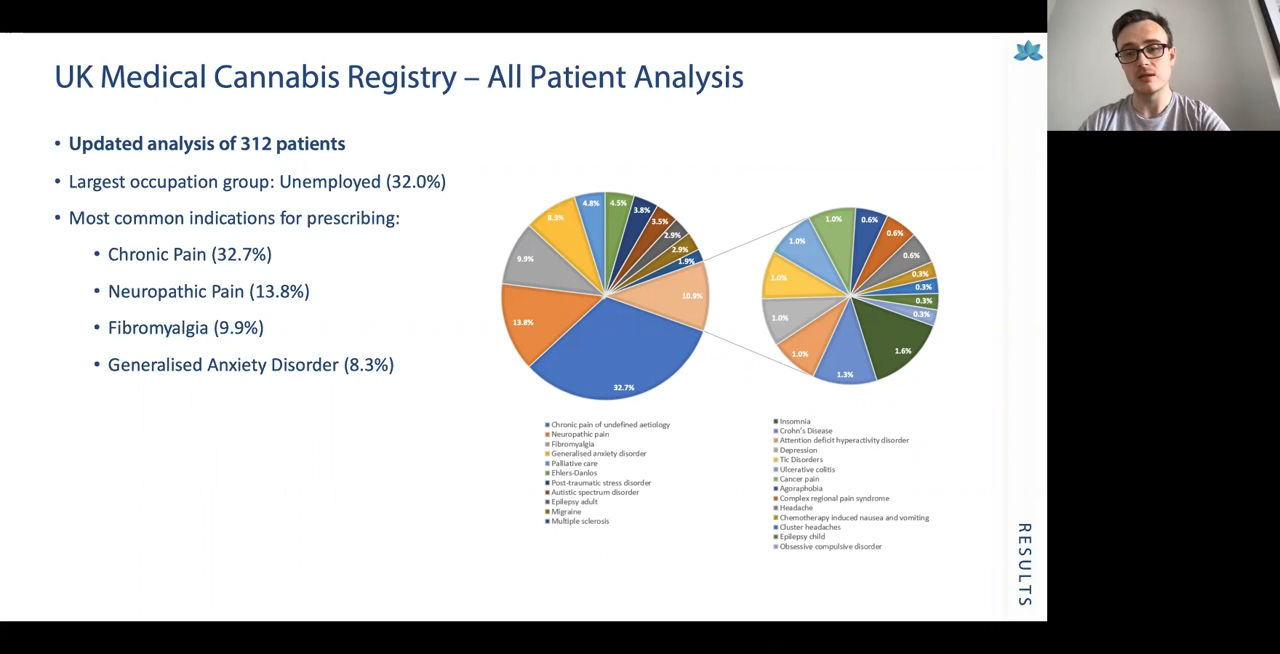 UK Medical Cannabis Registry – All Patient Analysis
• Updated analysis of 312 patients
• Largest occupation group: Unemployed (32.0%)
• Most common indications for prescribing:
• Chronic Pain (32.7%)
• Neuropathic Pain (13.8%)
• Fibromyalgia (9.9%)
• Generalised Anxiety Disorder (8.3%)
4.8%
4.5%
3.8%
3.5%
2.9%
2.9%
1.9%
10.9%
32.7%
13.8%
9.9%
8.3%
1.0%
0.6%
0.6%
0.6%
0.3%
0.3%
0.3%
0.3%
1.6%
1.3%
1.0%
1.0%
1.0%
1.0%
Chronic pain of undefined aetiology
Neuropathic pain
Fibromyalgia
Generalised anxiety disorder
Palliative care
Ehlers-Danlos
Post-traumatic stress disorder
Autistic spectrum disorder
Epilepsy adult
Migraine
Multiple sclerosis
Insomnia
Crohn's Disease
Attention deficit hyperactivity disorder
Depression
Tic Disorders
Ulcerative colitis
Cancer pain
Agoraphobia
Complex regional pain syndrome
Headache
Chemotherapy induced nausea and vomiting
Cluster headaches
Epilepsy child
Obsessive compulsive disorder
RESULTS